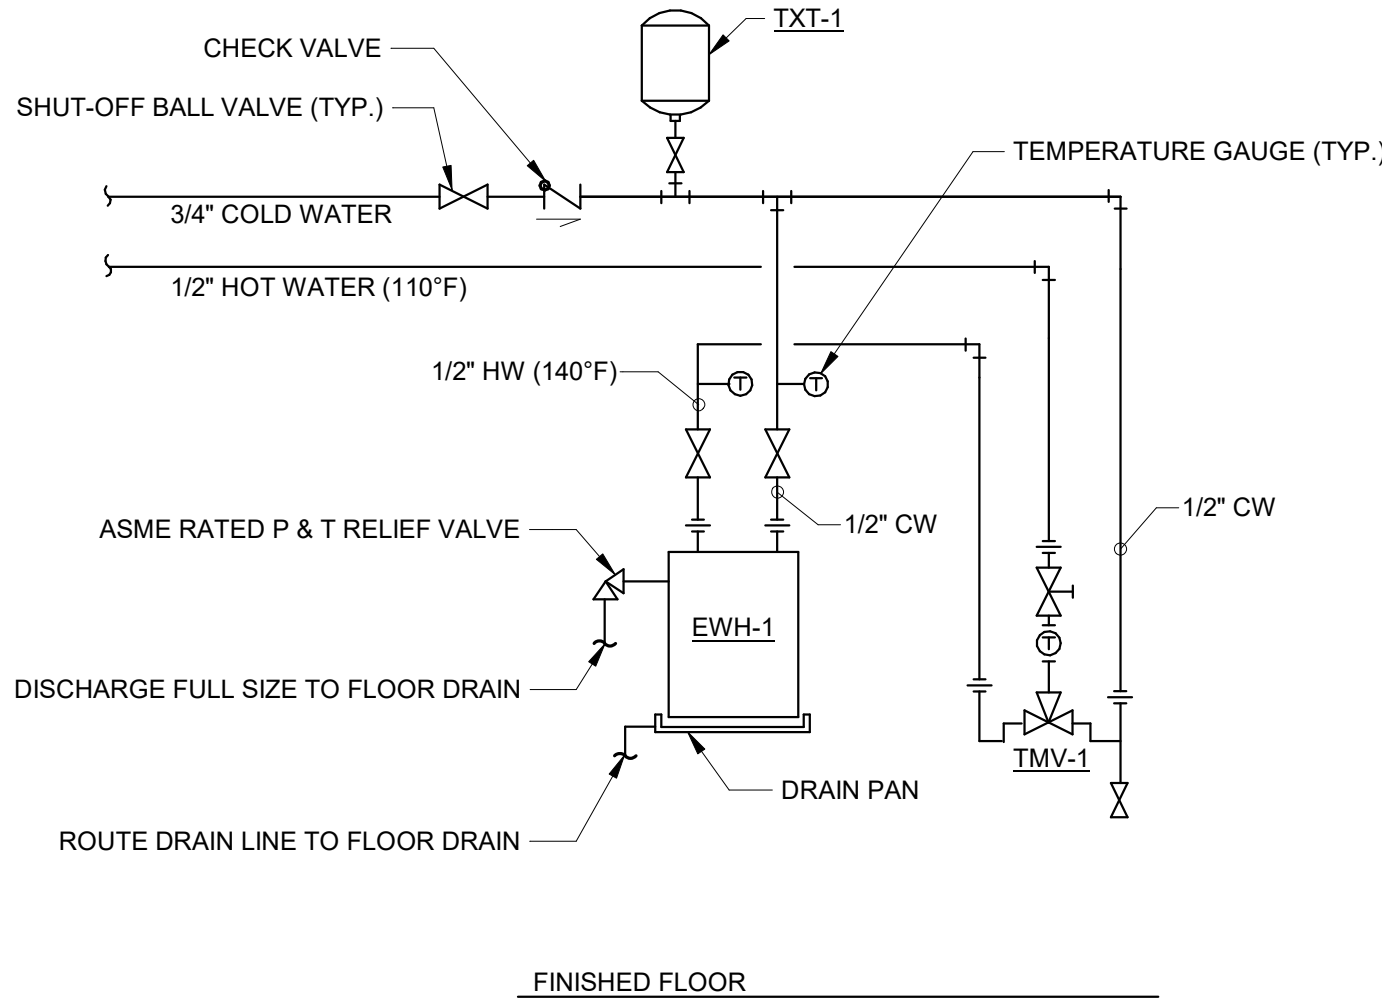 TXT-1
CHECK VALVE
SHUT-OFF BALL VALVE (TYP.)
TEMPERATURE GAUGE (TYP.)
3/4" COLD WATER
1/2" HOT WATER (110°F)
1/2" HW (140°F)
T
T
ASME RATED P & T RELIEF VALVE
1/2" CW
1/2" CW
EWH-1
T
DISCHARGE FULL SIZE TO FLOOR DRAIN
TMV-1
DRAIN PAN
ROUTE DRAIN LINE TO FLOOR DRAIN
FINISHED FLOOR